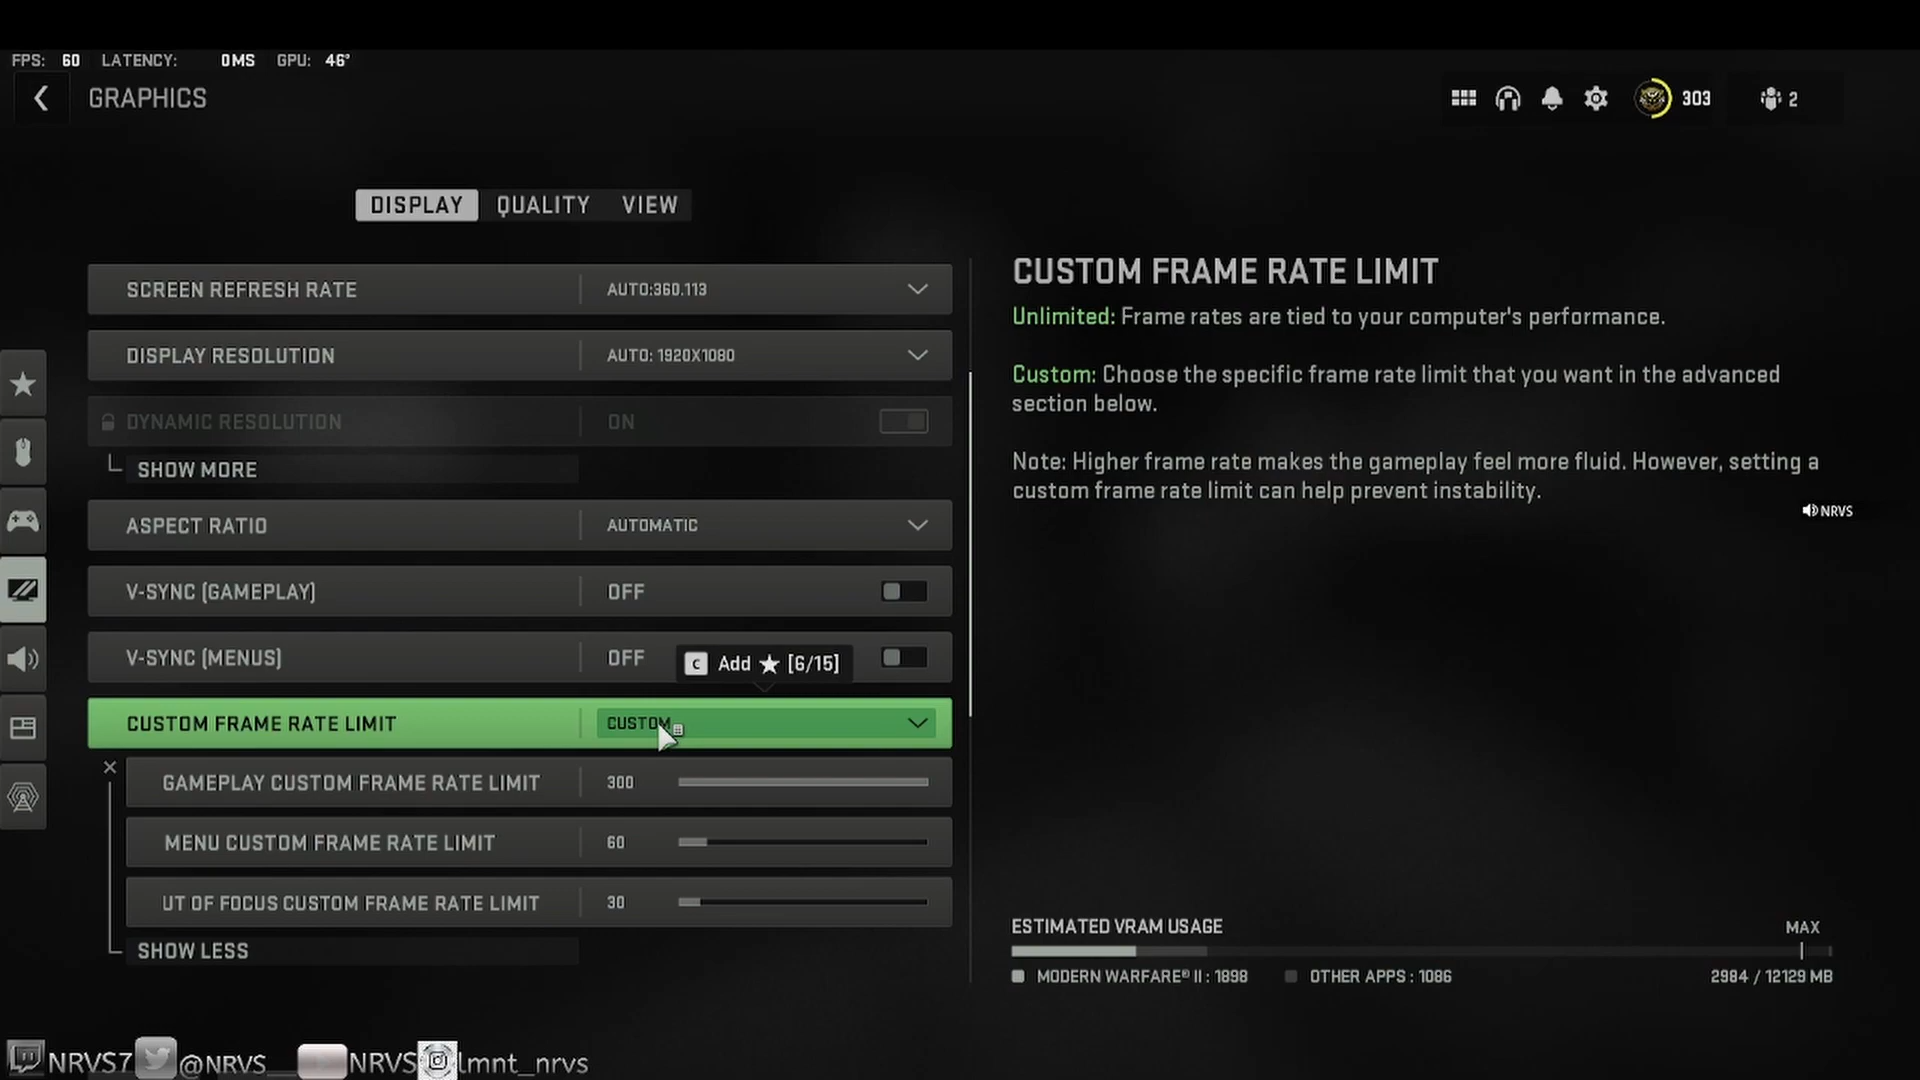 FPS: 60 LATENCY: 0MS GPU: 46°
GRAPHICS
303
2
DISPLAY QUALITY VIEW
SCREEN REFRESH RATE AUTO:360.113
DISPLAY RESOLUTION AUTO: 1920X1080
DYNAMIC RESOLUTION ON
SHOW MORE
ASPECT RATIO AUTOMATIC
V-SYNC (GAMEPLAY) OFF
V-SYNC (MENUS) OFF
C Add ★ [6/15]
CUSTOM FRAME RATE LIMIT CUSTOM
GAMEPLAY CUSTOM FRAME RATE LIMIT 300
MENU CUSTOM FRAME RATE LIMIT 60
UT OF FOCUS CUSTOM FRAME RATE LIMIT 30
SHOW LESS
CUSTOM FRAME RATE LIMIT
Unlimited: Frame rates are tied to your computer's performance.
Custom: Choose the specific frame rate limit that you want in the advanced
section below.
Note: Higher frame rate makes the gameplay feel more fluid. However, setting a
custom frame rate limit can help prevent instability.
NRVS
ESTIMATED VRAM USAGE MAX
MODERN WARFARE® II : 1898 OTHER APPS : 1086 2984 / 12129 MB
NRVS7 @NRVS__ NRVS lmnt_nrvs